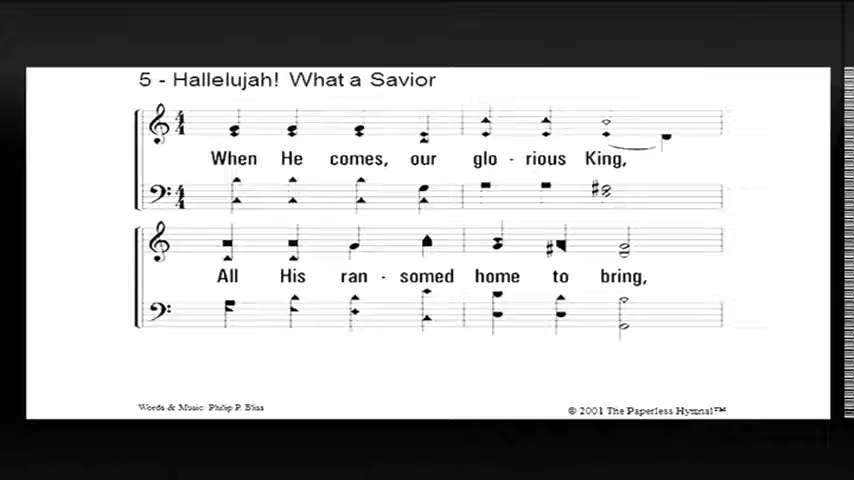 5 - Hallelujah! What a Savior
When He comes, our glo - rious King,
All His ran - somed home to bring,
Words & Music: Philip P. Bliss
© 2001 The Paperless Hymnal™